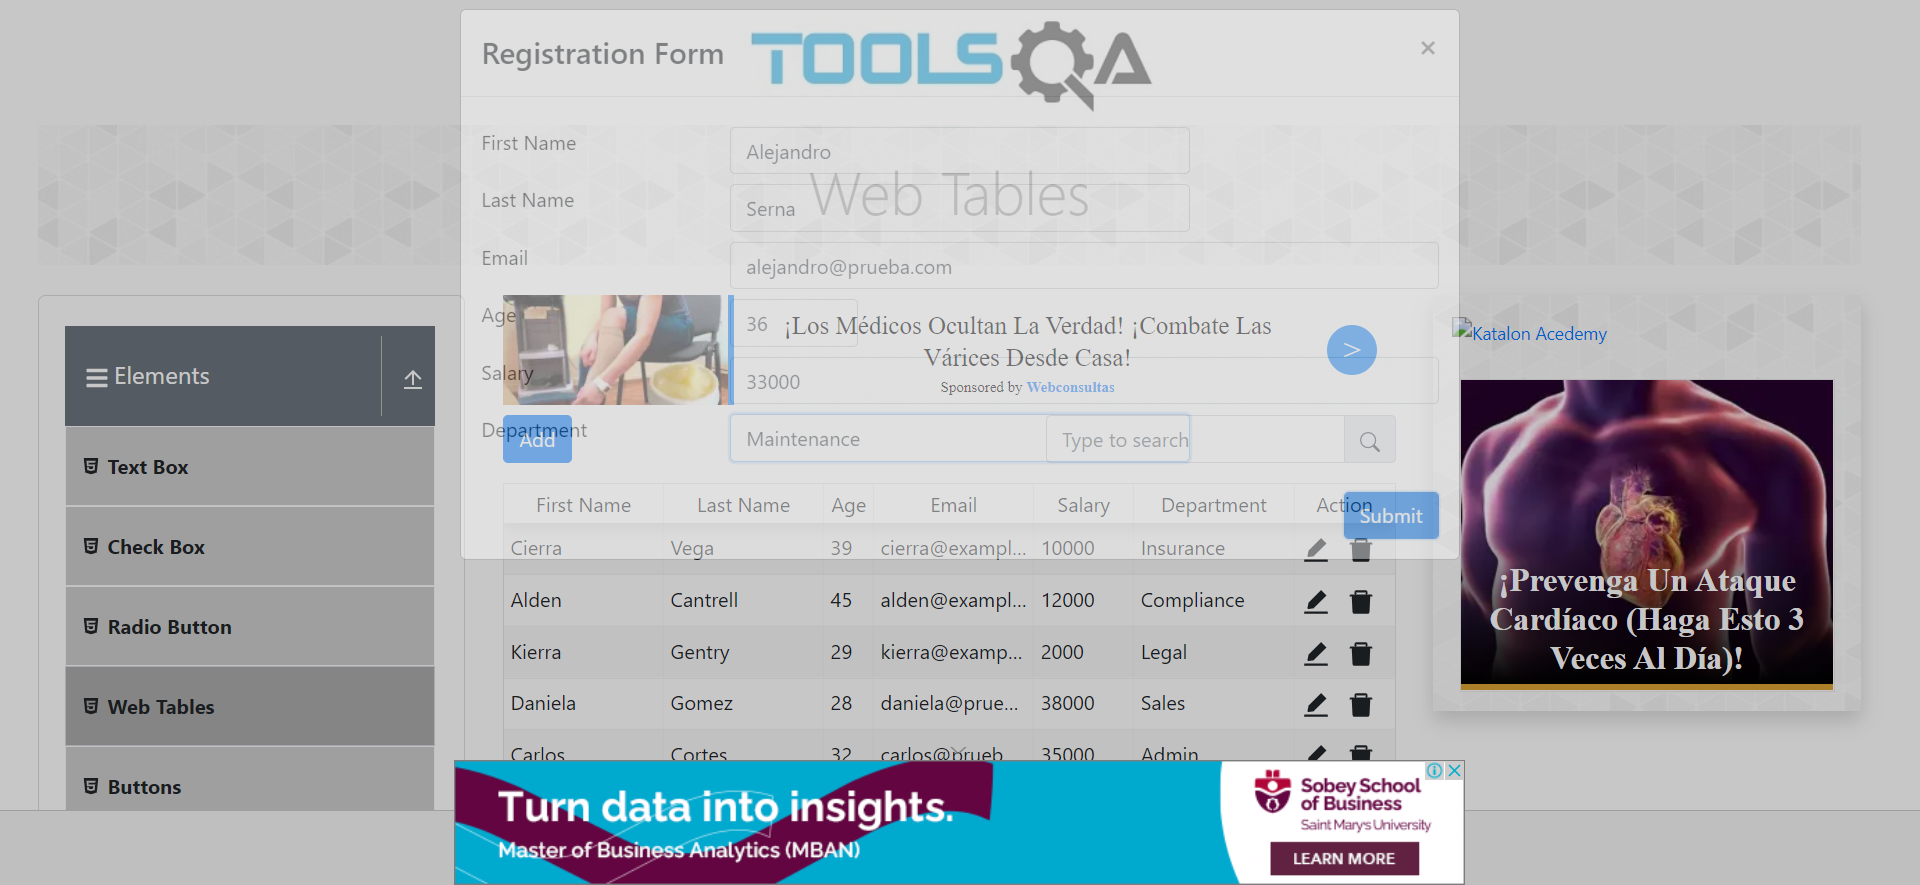 Registration Form
TOOLSQA
×
First Name
Alejandro
Web Tables
Last Name
Serna
Email
alejandro@prueba.com
Age
36
¡Los Médicos Ocultan La Verdad! ¡Combate Las
Várices Desde Casa!
Sponsored by Webconsultas
>
Salary
33000
Department
Maintenance
Add
Type to search
Submit
Elements
Text Box
Check Box
Radio Button
Web Tables
Buttons
First Name Last Name Age Email Salary Department Action
Cierra Vega 39 cierra@exampl... 10000 Insurance
Alden Cantrell 45 alden@exampl... 12000 Compliance
Kierra Gentry 29 kierra@examp... 2000 Legal
Daniela Gomez 28 daniela@prue... 38000 Sales
Carlos Cortes 32 carlos@prueb 35000 Admin
Katalon Acedemy
¡Prevenga Un Ataque
Cardíaco (Haga Esto 3
Veces Al Día)!
Turn data into insights.
Master of Business Analytics (MBAN)
Sobey School
of Business
Saint Mary's University
LEARN MORE